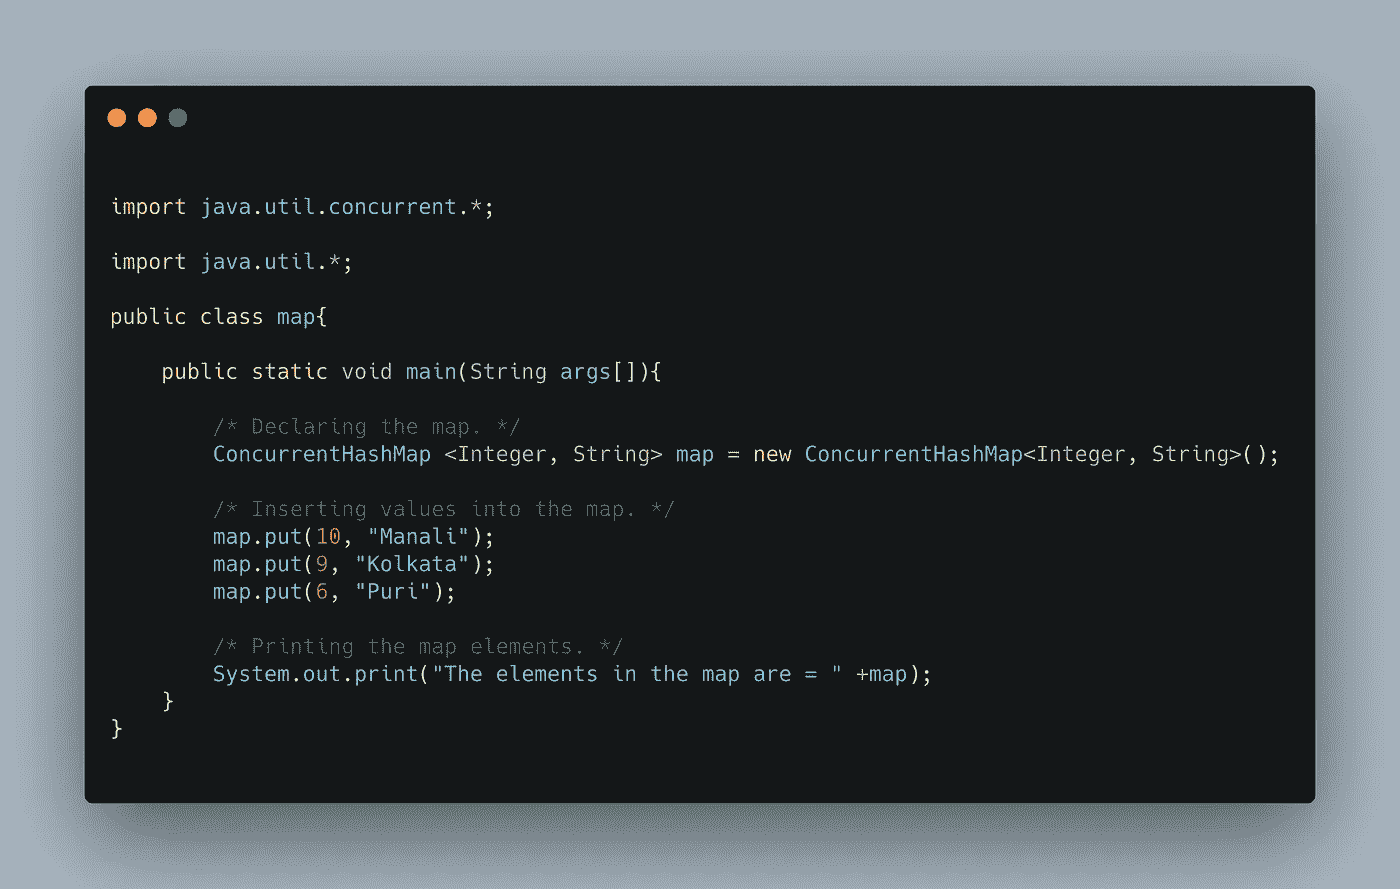 import java.util.concurrent.*;
import java.util.*;
public class map{
    public static void main(String args[]){
        /* Declaring the map. */
        ConcurrentHashMap <Integer, String> map = new ConcurrentHashMap<Integer, String>();
        /* Inserting values into the map. */
        map.put(10, "Manali");
        map.put(9, "Kolkata");
        map.put(6, "Puri");
        /* Printing the map elements. */
        System.out.print("The elements in the map are = " +map);
    }
}